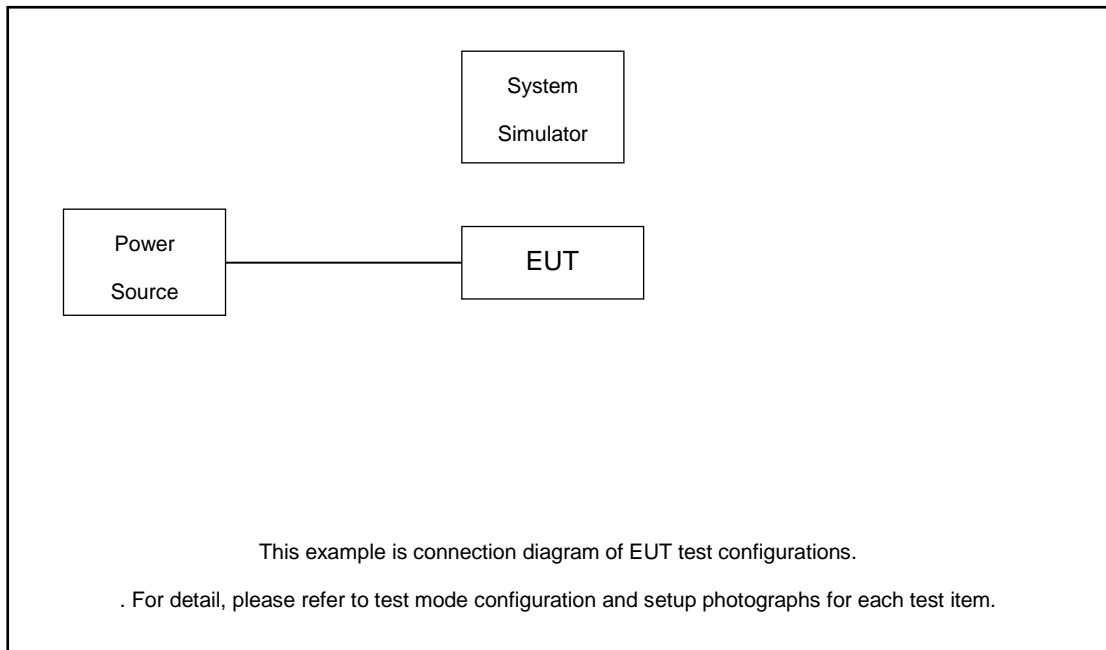 System
Simulator
Power
Source
EUT
This example is connection diagram of EUT test configurations.
. For detail, please refer to test mode configuration and setup photographs for each test item.